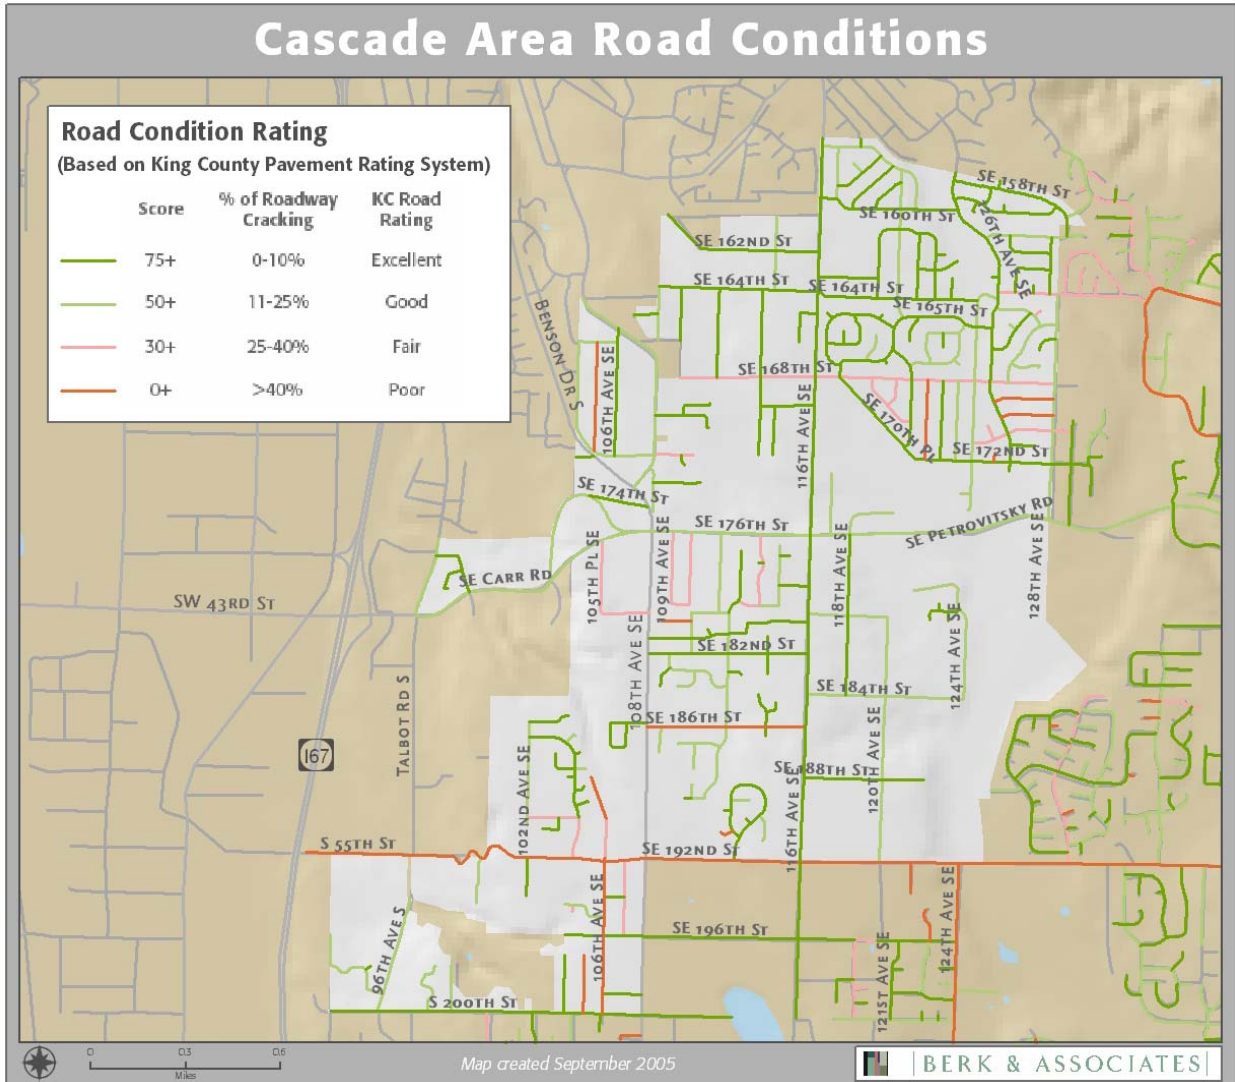 Cascade Area Road Conditions
Road Condition Rating
(Based on King County Pavement Rating System)
Score % of Roadway Cracking KC Road Rating
75+ 0-10% Excellent
50+ 11-25% Good
30+ 25-40% Fair
0+ >40% Poor
SE 158TH ST
SE 160TH ST
126TH AVE SE
SE 162ND ST
SE 164TH ST
SE 164TH ST
SE 165TH ST
BENSON DR S
106TH AVE SE
SE 168TH ST
116TH AVE SE
SE 170TH PL
SE 172ND ST
SE 174TH ST
SE 176TH ST
SE PETROVITSKY RD
105TH PL SE
109TH AVE SE
118TH AVE SE
128TH AVE SE
SE CARR RD
SW 43RD ST
108TH AVE SE
SE 182ND ST
124TH AVE SE
SE 184TH ST
TALBOT RD S
SE 186TH ST
120TH AVE SE
167
102ND AVE SE
SE 188TH ST
116TH AVE SE
S 55TH ST
SE 192ND ST
106TH AVE SE
124TH AVE SE
96TH AVE S
SE 196TH ST
121ST AVE SE
S 200TH ST
0 0.3 0.6
Miles
Map created September 2005
BERK & ASSOCIATES